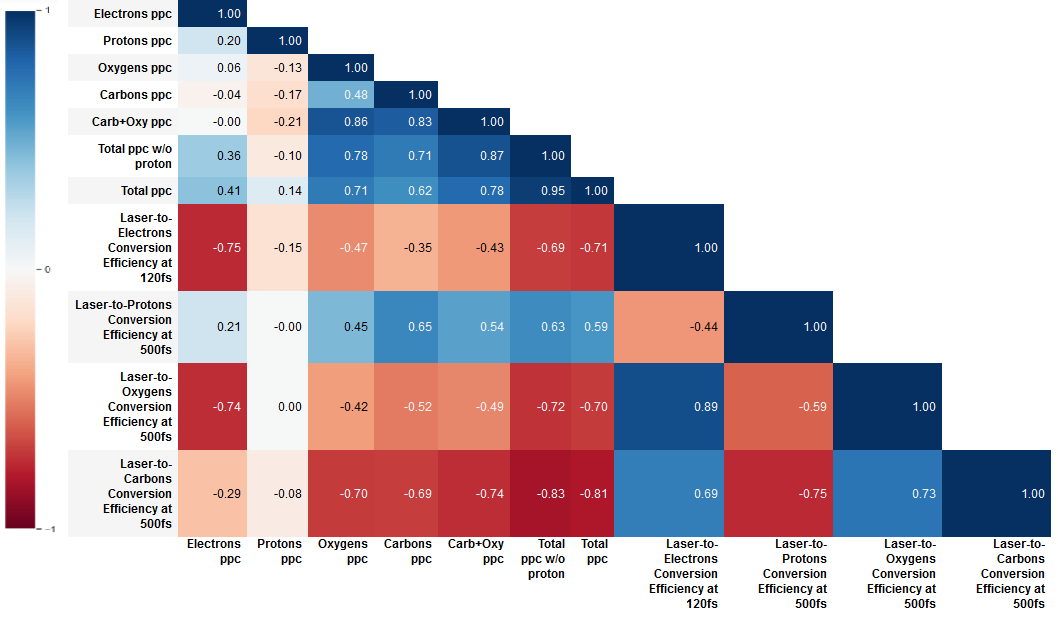 1
0
−1
Electrons ppc 1.00
Protons ppc 0.20 1.00
Oxygens ppc 0.06 -0.13 1.00
Carbons ppc -0.04 -0.17 0.48 1.00
Carb+Oxy ppc -0.00 -0.21 0.86 0.83 1.00
Total ppc w/o
proton
0.36 -0.10 0.78 0.71 0.87 1.00
Total ppc 0.41 0.14 0.71 0.62 0.78 0.95 1.00
Laser-to-
Electrons
Conversion
Efficiency at
120fs
-0.75 -0.15 -0.47 -0.35 -0.43 -0.69 -0.71 1.00
Laser-to-Protons
Conversion
Efficiency at
500fs
0.21 -0.00 0.45 0.65 0.54 0.63 0.59 -0.44 1.00
Laser-to-
Oxygens
Conversion
Efficiency at
500fs
-0.74 0.00 -0.42 -0.52 -0.49 -0.72 -0.70 0.89 -0.59 1.00
Laser-to-
Carbons
Conversion
Efficiency at
500fs
-0.29 -0.08 -0.70 -0.69 -0.74 -0.83 -0.81 0.69 -0.75 0.73 1.00
Electrons
ppc
Protons
ppc
Oxygens
ppc
Carbons
ppc
Carb+Oxy
ppc
Total
ppc w/o
proton
Total
ppc
Laser-to-
Electrons
Conversion
Efficiency at
120fs
Laser-to-
Protons
Conversion
Efficiency at
500fs
Laser-to-
Oxygens
Conversion
Efficiency at
500fs
Laser-to-
Carbons
Conversion
Efficiency at
500fs